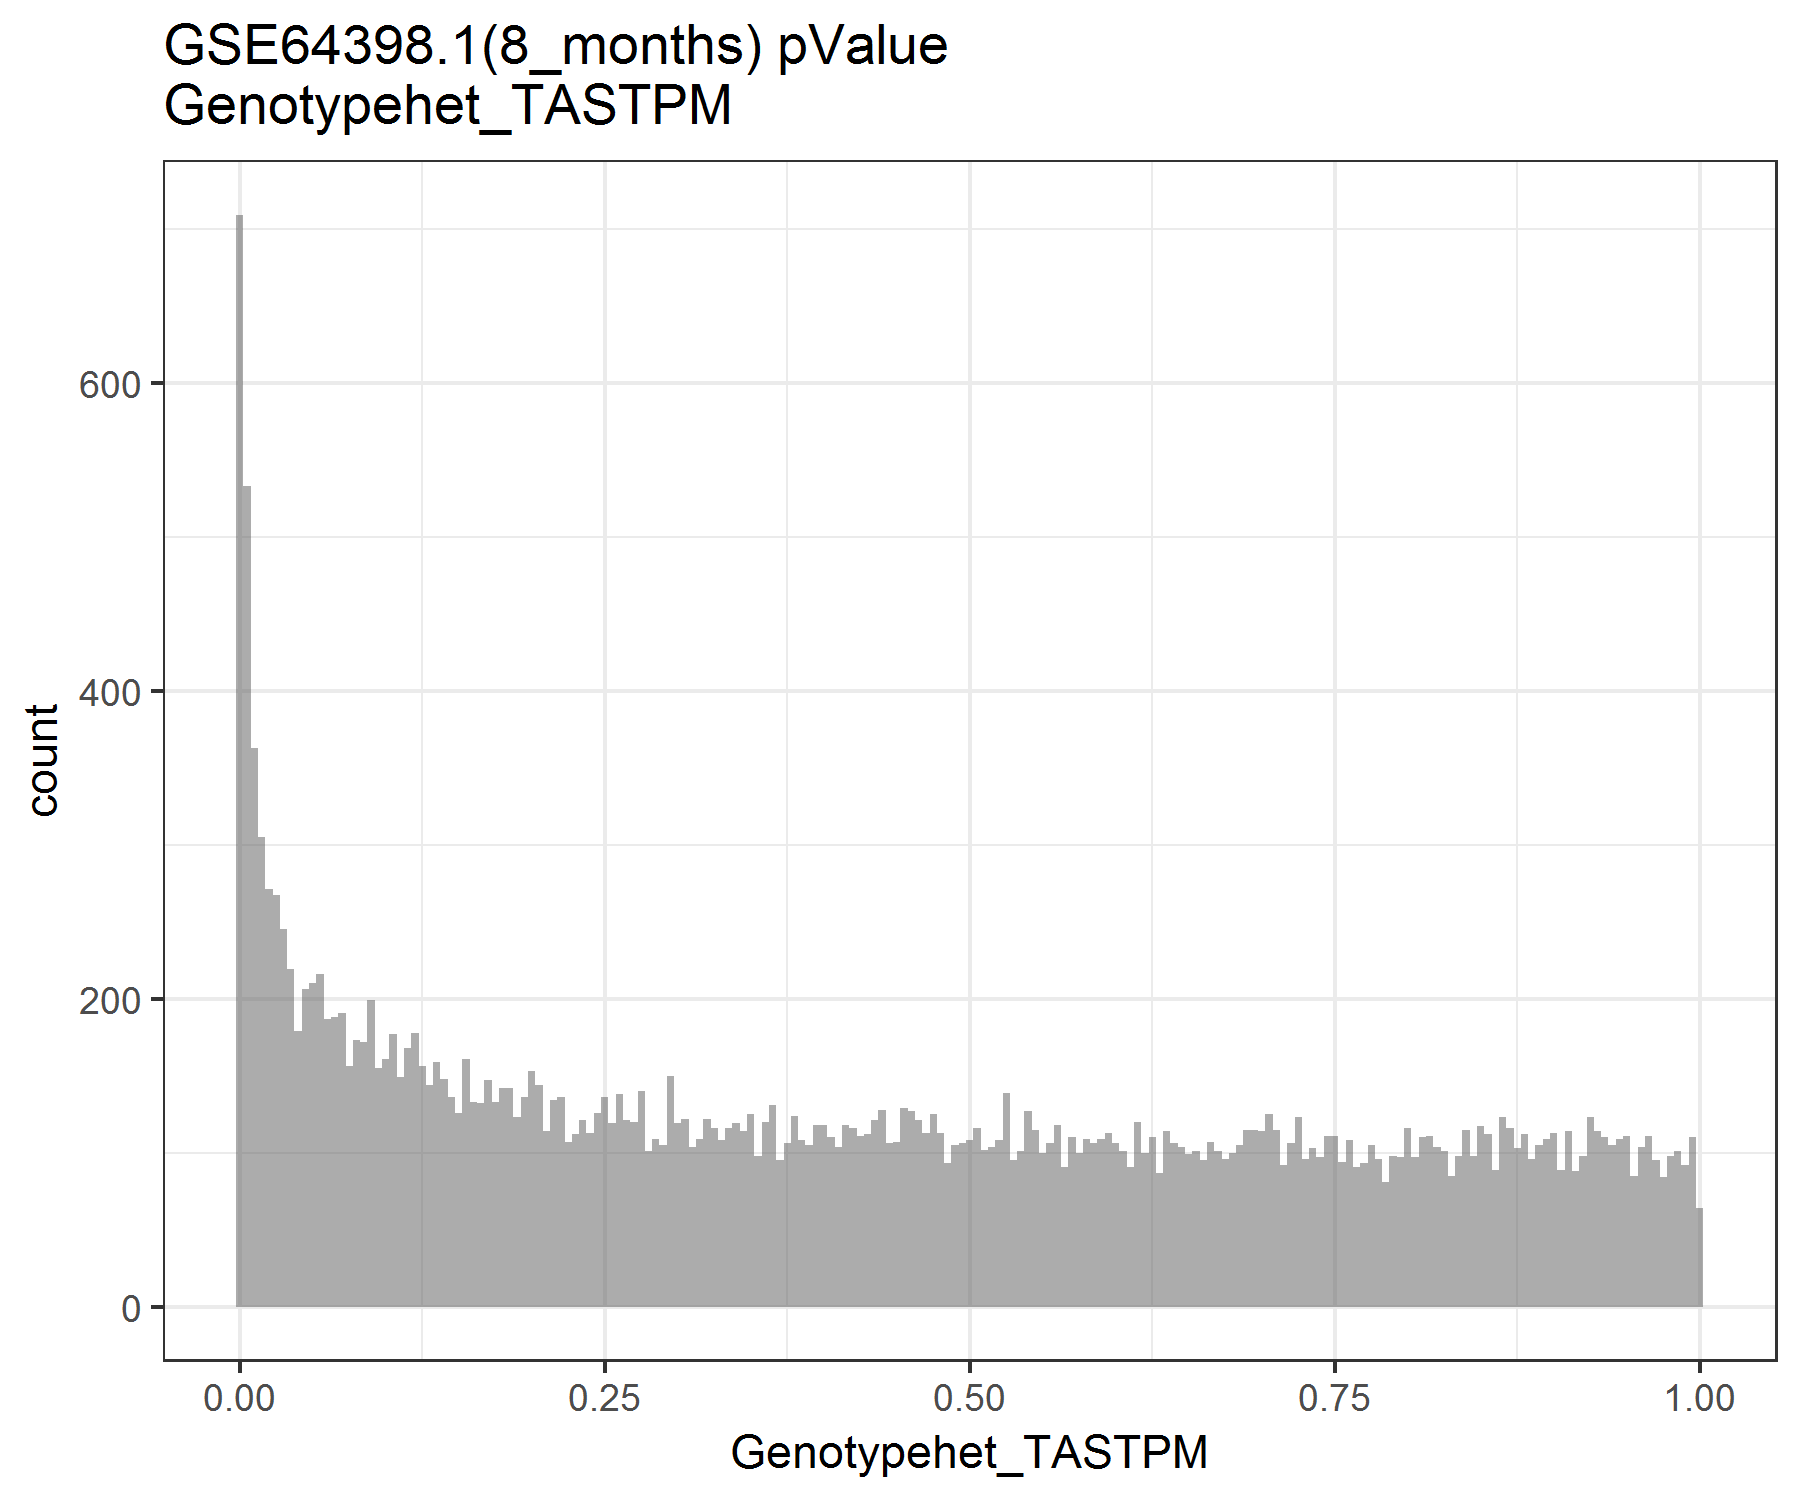 GSE64398.1(8_months) pValue
Genotypehet_TASTPM
600
400
200
0
count
0.00 0.25 0.50 0.75 1.00
Genotypehet_TASTPM